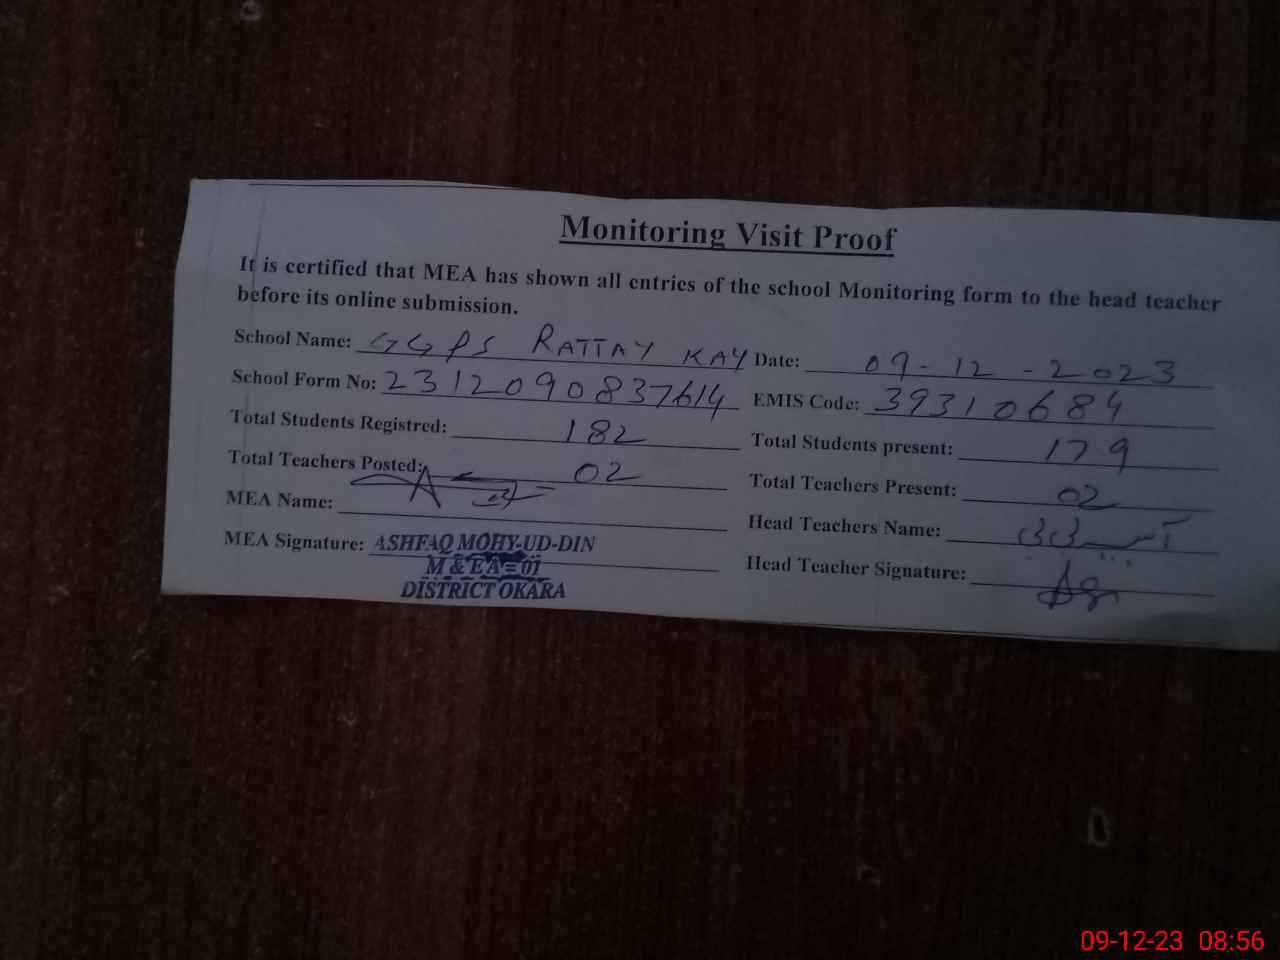 Monitoring Visit Proof
It is certified that MEA has shown all entries of the school Monitoring form to the head teacher
before its online submission.
School Name: GGPS RATTAY KAY Date: 09-12-2023
School Form No: 2312090837614 EMIS Code: 39310684
Total Students Registred: 182 Total Students present: 179
Total Teachers Posted: 02 Total Teachers Present: 02
MEA Name: Head Teachers Name:
MEA Signature: ASHFAQ MOHY-UD-DIN Head Teacher Signature:
M & E A = 01
DISTRICT OKARA
09-12-23 08:56